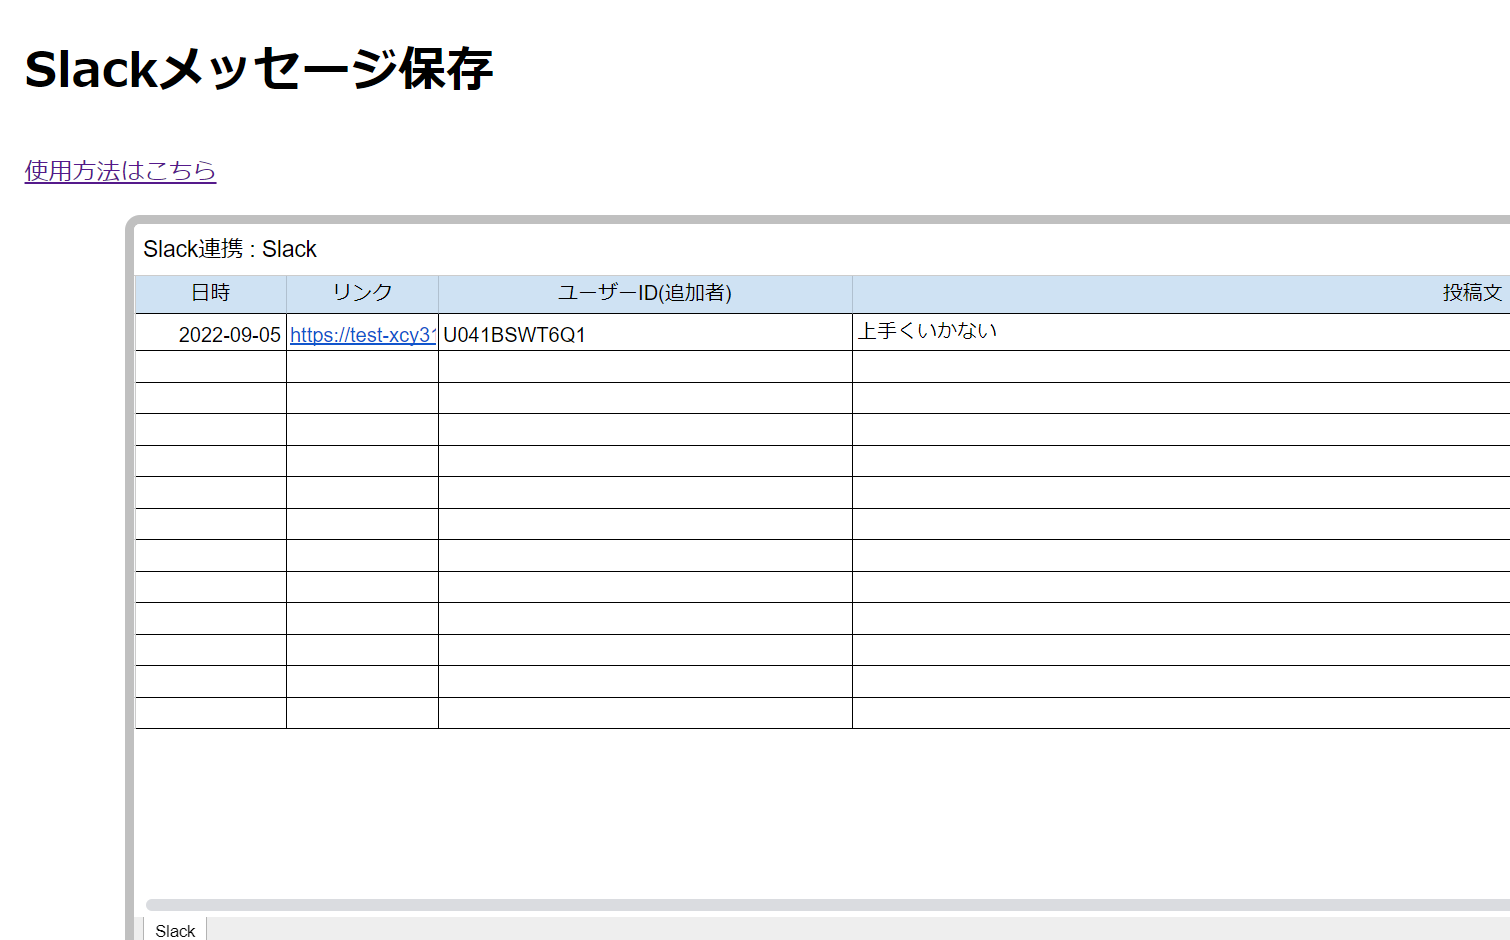 Slackメッセージ保存
使用方法はこちら
Slack連携 : Slack
日時 リンク ユーザーID(追加者) 投稿文
2022-09-05 https://test-xcy31 U041BSWT6Q1 上手くいかない
Slack